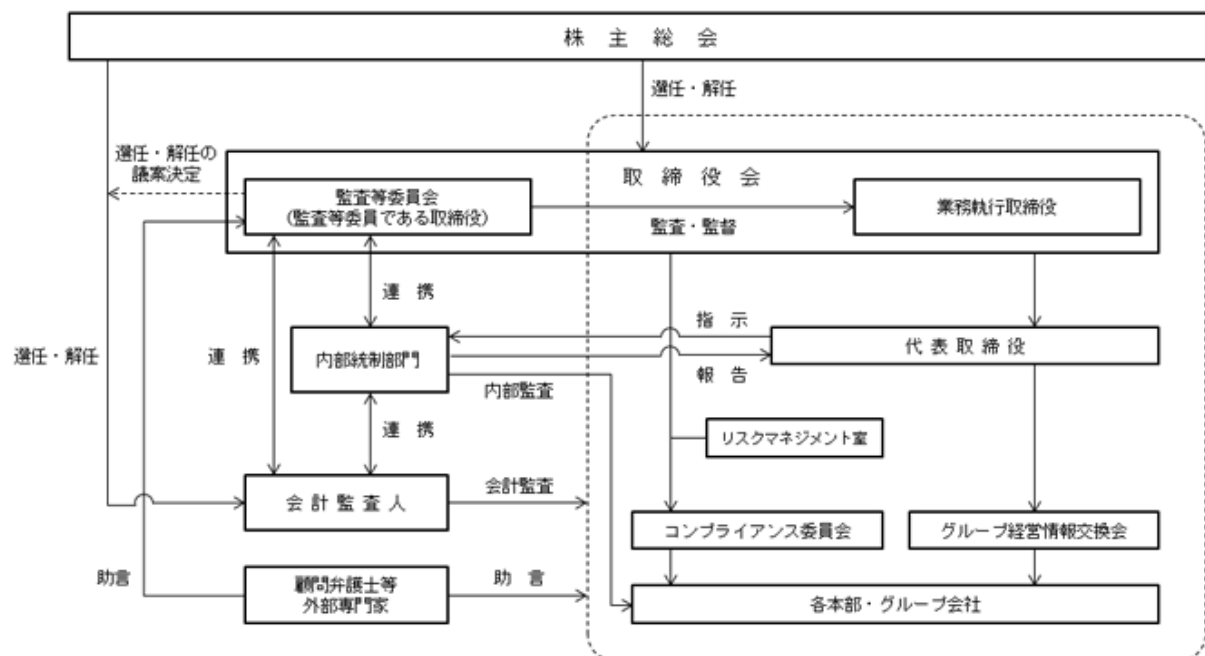 株主総会
選任・解任
選任・解任の
議案決定
取締役会
監査等委員会
(監査等委員である取締役)
業務執行取締役
監査・監督
連携
指示
選任・解任
連携
内部統制部門
代表取締役
報告
内部監査
連携
リスクマネジメント室
会計監査
会計監査人
コンプライアンス委員会
グループ経営情報交換会
助言
顧問弁護士等
外部専門家
助言
各本部・グループ会社